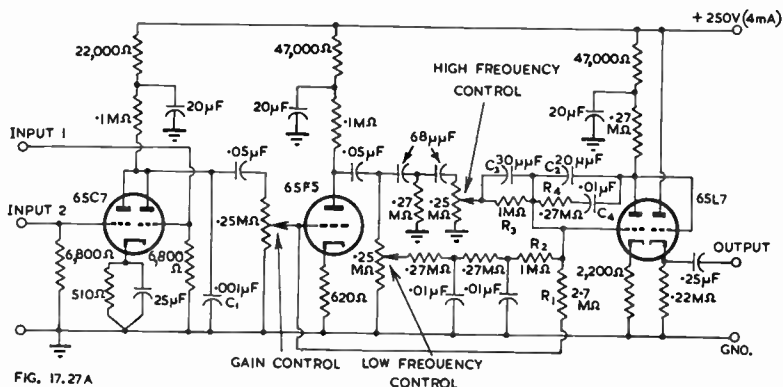 + 250V (4mA)
22,000Ω
47,000Ω
47,000Ω
HIGH FREQUENCY
CONTROL
20μF
20μF
20μF
.1MΩ
.1MΩ
.27
MΩ
INPUT 1
.05μF
.05μF
68μμF
C₃
30μμF
C₂
20μμF
R₄
.01μF
6SC7
6SF5
6SL7
INPUT 2
.25MΩ
.27
MΩ
.25
MΩ
1MΩ
R₃
.27MΩ
C₄
OUTPUT
6,800Ω
6,800Ω
.25
MΩ
.27MΩ
.27MΩ
R₂
1MΩ
2,200Ω
.25μF
510Ω
25μF
.001μF
C₁
620Ω
.01μF
.01μF
R₁
2.7
MΩ
.22MΩ
GND.
GAIN CONTROL
LOW FREQUENCY
CONTROL
FIG. 17.27A